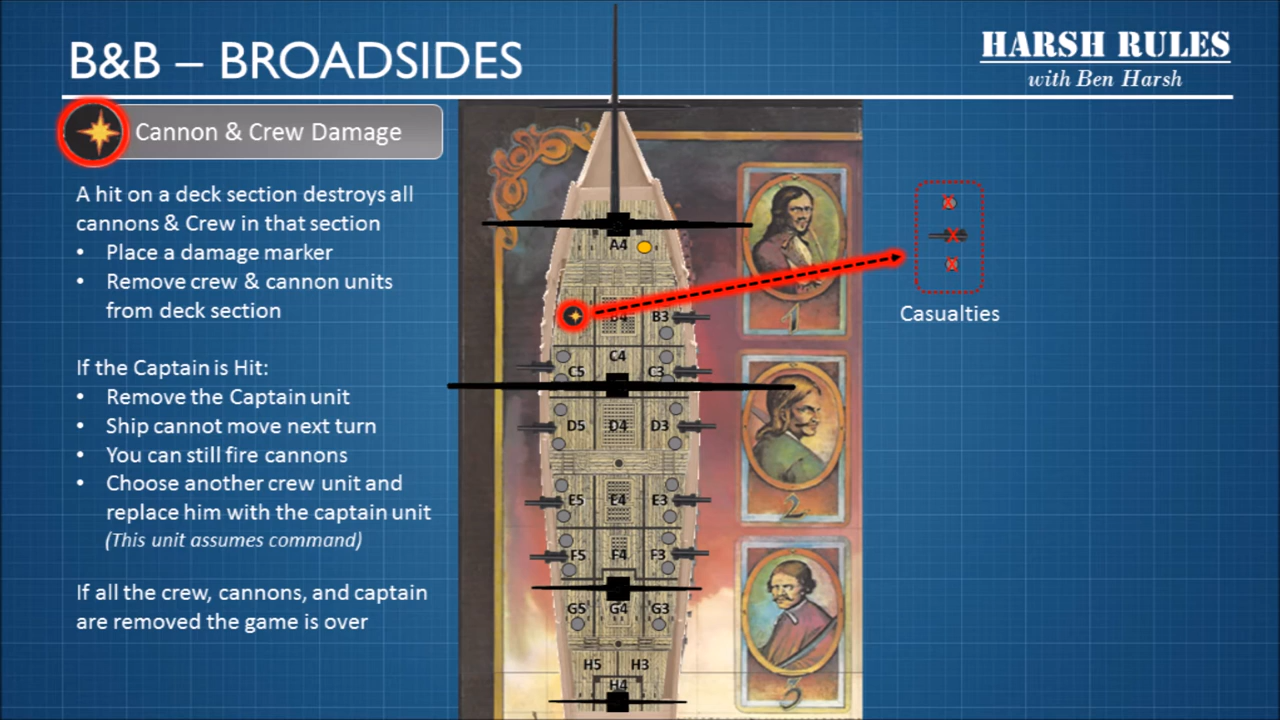 B&B – BROADSIDES
HARSH RULES
with Ben Harsh
Cannon & Crew Damage
A hit on a deck section destroys all
cannons & Crew in that section
• Place a damage marker
• Remove crew & cannon units
from deck section
If the Captain is Hit:
• Remove the Captain unit
• Ship cannot move next turn
• You can still fire cannons
• Choose another crew unit and
replace him with the captain unit
(This unit assumes command)
If all the crew, cannons, and captain
are removed the game is over
A4
B4 B3
C4
C5 C3
D5 D4 D3
E5 E4 E3
F5 F4 F3
G5 G4 G3
H5 H3
H4
1
2
3
Casualties